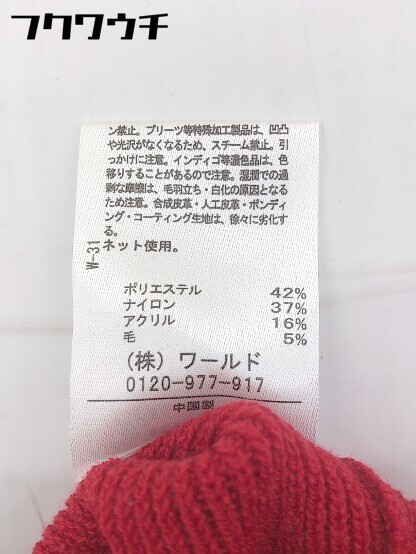 フクワウチ
ン禁止。プリーツ等特殊加工製品は、凹凸
や光沢がなくなるため、スチーム禁止。引
っかけに注意。インディゴ等濃色品は、色
移りすることがあるので注意。湿潤での過
剰な摩擦は、毛羽立ち・白化の原因となる
ため注意。合成皮革・人工皮革・ボンディ
ング・コーティング生地は、徐々に劣化す
る。
W-31
ネット使用。
ポリエステル 42%
ナイロン 37%
アクリル 16%
毛 5%
(株) ワールド
0120-977-917
中国製